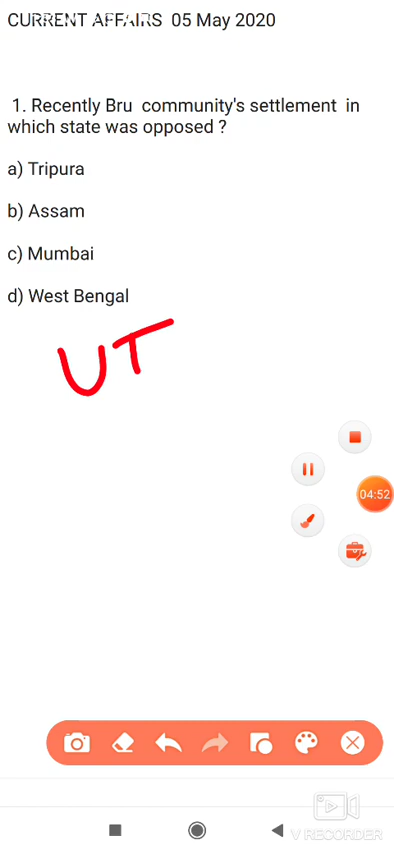 CURRENT AFFAIRS 05 May 2020
1. Recently Bru community's settlement in
which state was opposed ?
a) Tripura
b) Assam
c) Mumbai
d) West Bengal
UT
04:52
V RECORDER